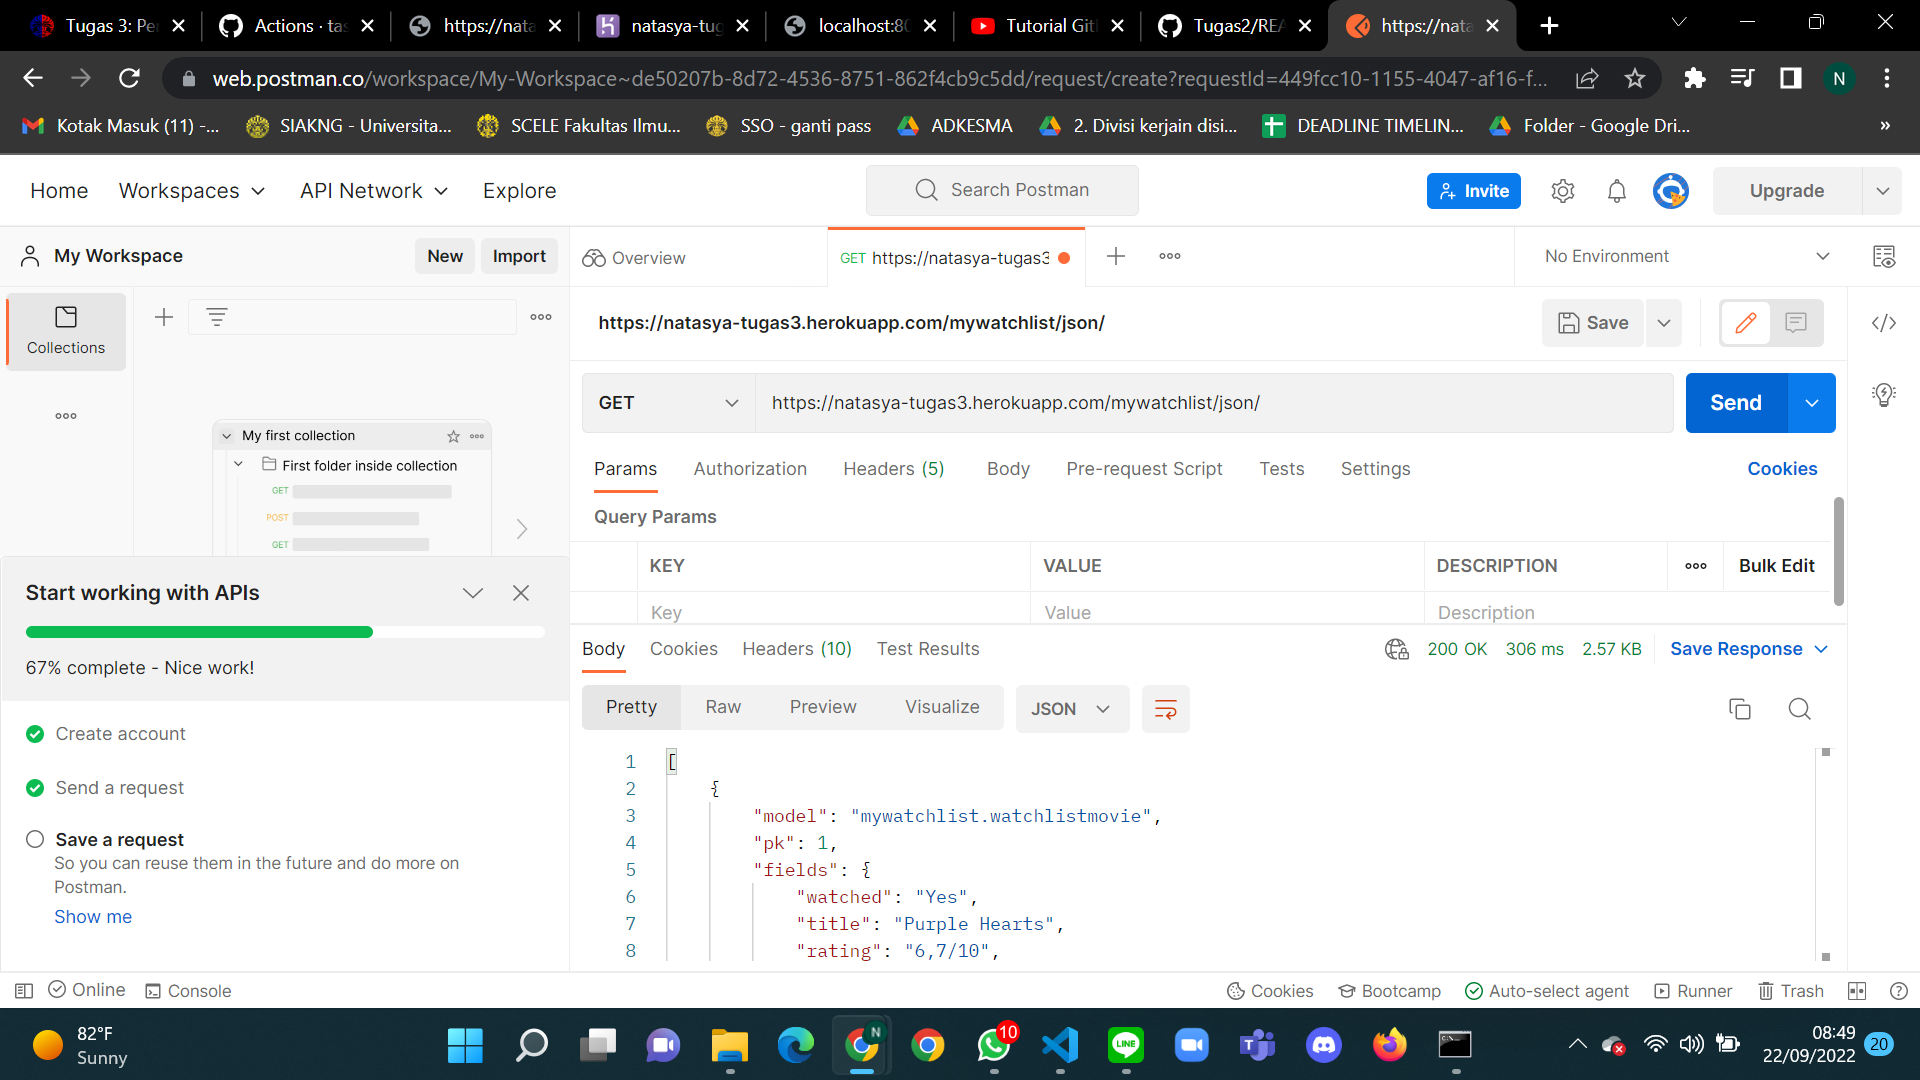 Tugas 3: Pe
Actions · tas
https://nata
natasya-tug
localhost:80
Tutorial Git
Tugas2/REA
https://nata
web.postman.co/workspace/My-Workspace~de50207b-8d72-4536-8751-862f4cb9c5dd/request/create?requestId=449fcc10-1155-4047-af16-f...
N
Kotak Masuk (11) -...
SIAKNG - Universita...
SCELE Fakultas Ilmu...
SSO - ganti pass
ADKESMA
2. Divisi kerjain disi...
DEADLINE TIMELIN...
Folder - Google Dri...
»
Home
Workspaces
API Network
Explore
Search Postman
Invite
Upgrade
My Workspace
New
Import
Overview
GET https://natasya-tugas3
No Environment
Collections
https://natasya-tugas3.herokuapp.com/mywatchlist/json/
Save
GET
https://natasya-tugas3.herokuapp.com/mywatchlist/json/
Send
My first collection
First folder inside collection
GET
POST
GET
Params
Authorization
Headers (5)
Body
Pre-request Script
Tests
Settings
Cookies
Query Params
KEY
VALUE
DESCRIPTION
Bulk Edit
Key
Value
Description
Start working with APIs
67% complete - Nice work!
Create account
Send a request
Save a request
So you can reuse them in the future and do more on
Postman.
Show me
Body
Cookies
Headers (10)
Test Results
200 OK
306 ms
2.57 KB
Save Response
Pretty
Raw
Preview
Visualize
JSON
1 [
2 {
3 "model": "mywatchlist.watchlistmovie",
4 "pk": 1,
5 "fields": {
6 "watched": "Yes",
7 "title": "Purple Hearts",
8 "rating": "6,7/10",
Online
Console
Cookies
Bootcamp
Auto-select agent
Runner
Trash
82°F
Sunny
N
10
LINE
08:49
22/09/2022
20